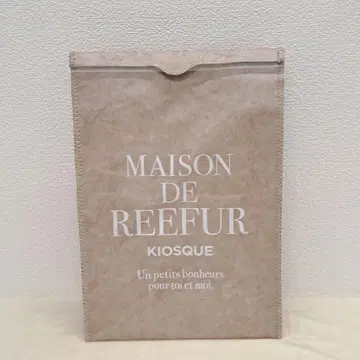 MAISON
DE
REEFUR
KIOSQUE
Un petits bonheurs
pour toi et moi.